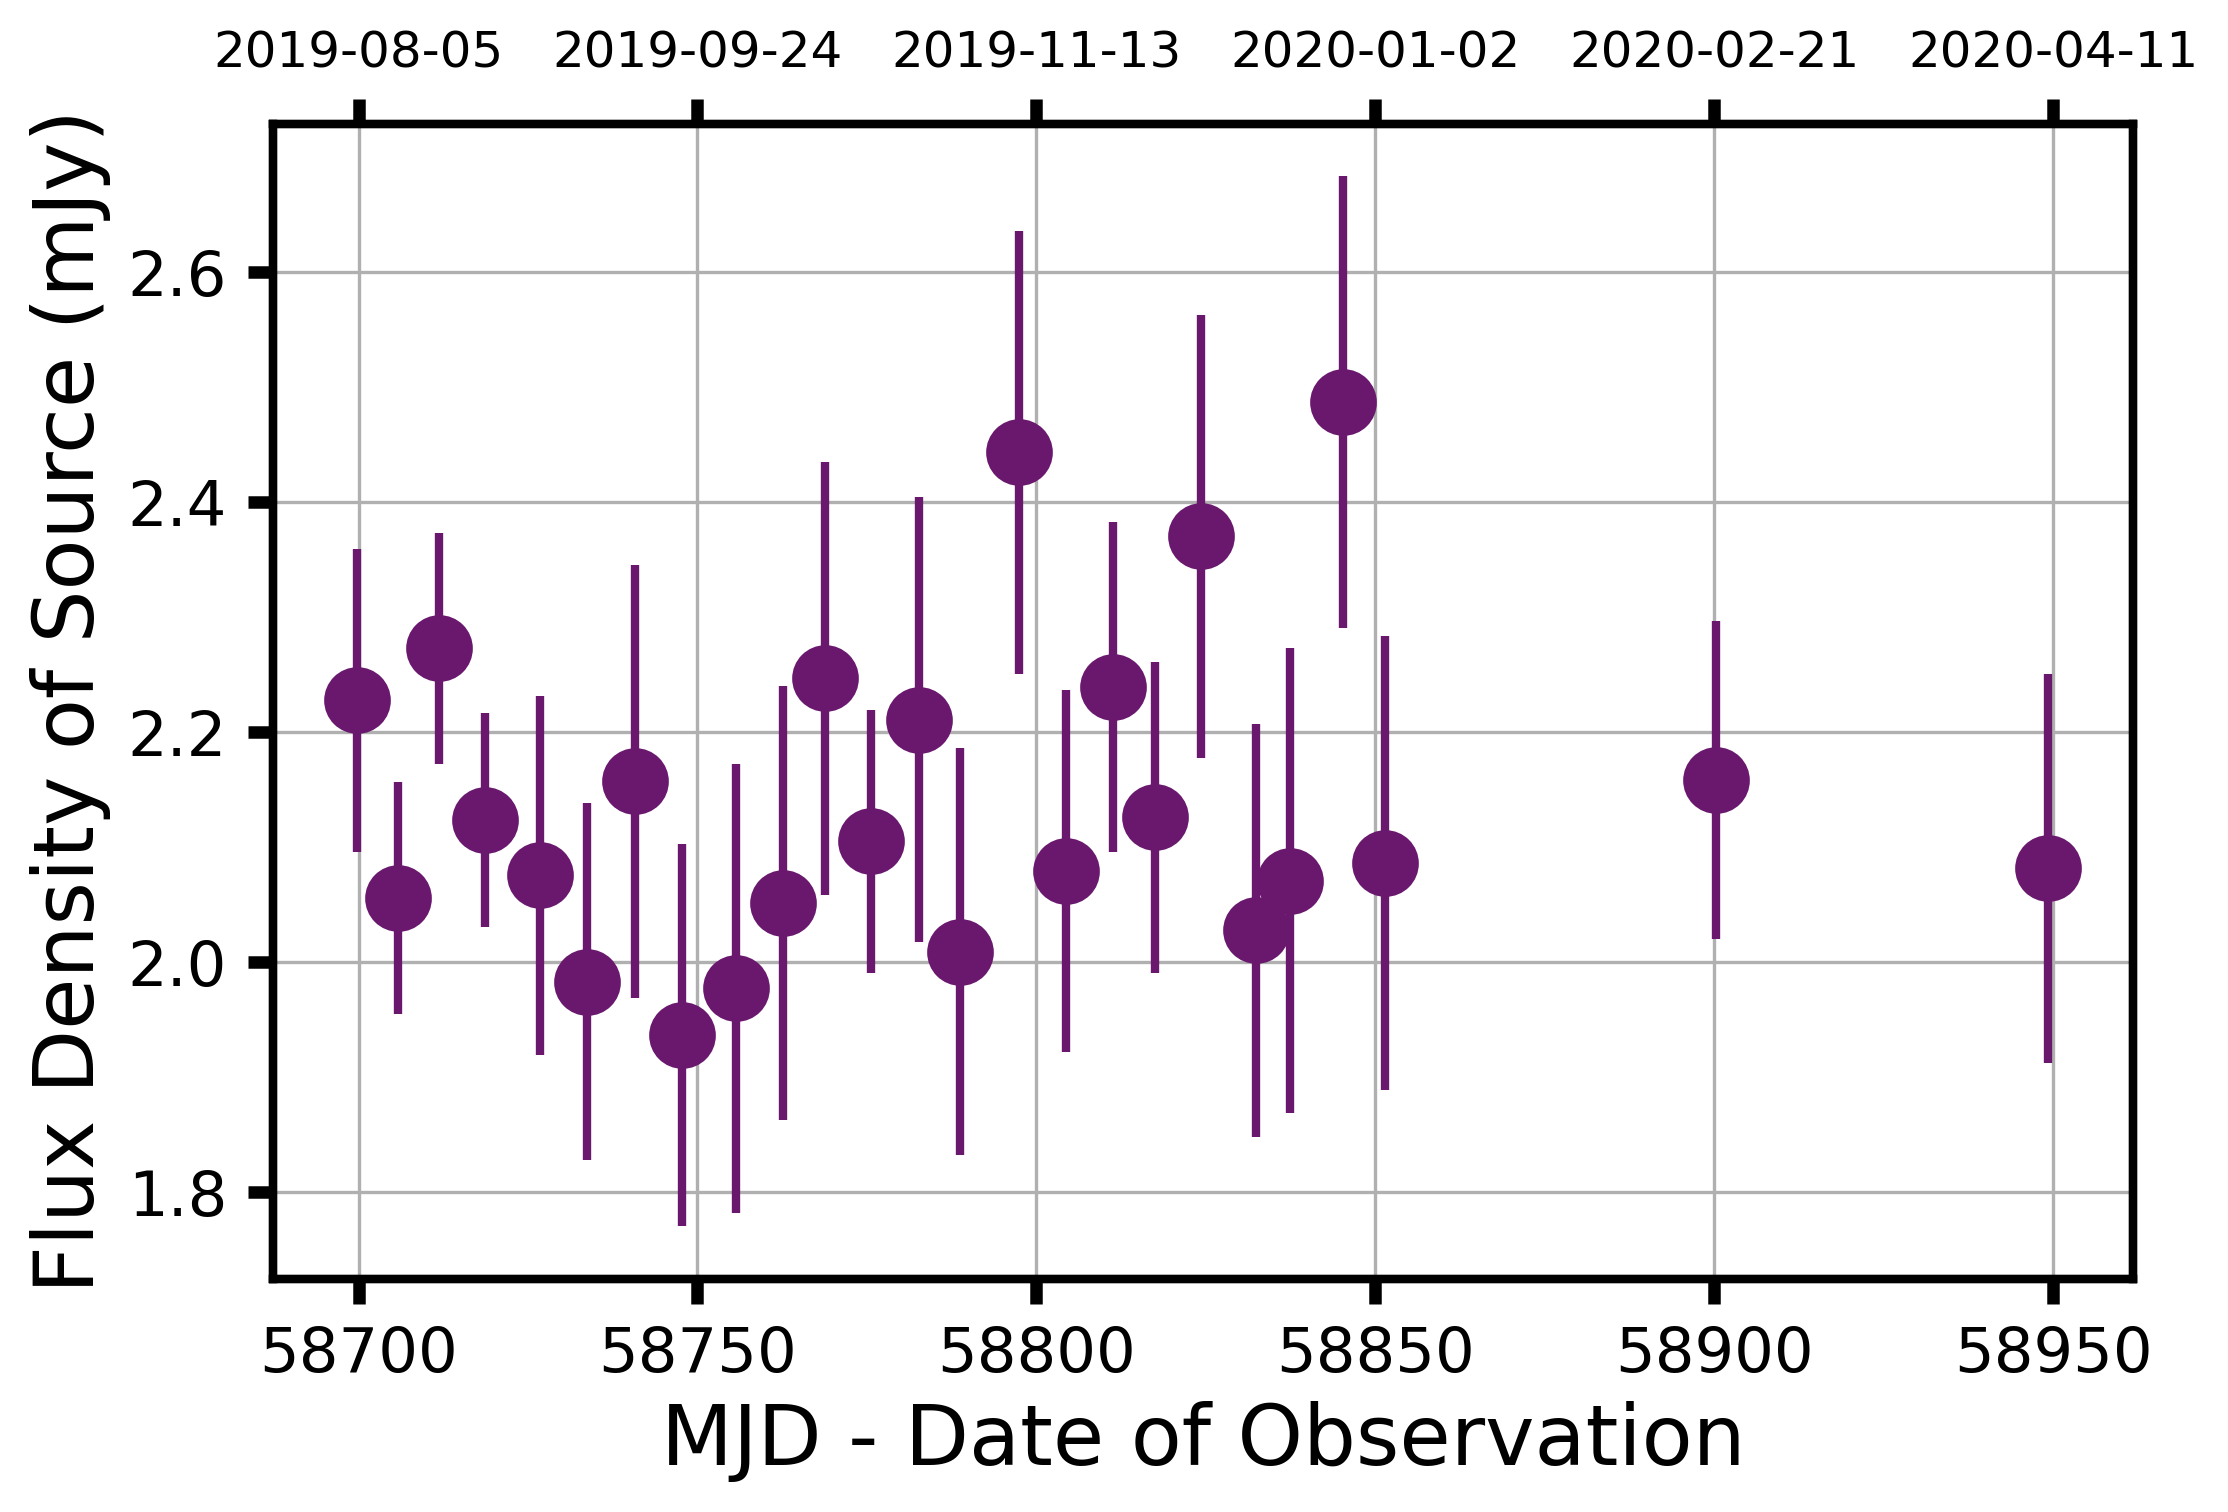 2019-08-05 2019-09-24 2019-11-13 2020-01-02 2020-02-21 2020-04-11
Flux Density of Source (mJy)
2.6
2.4
2.2
2.0
1.8
58700 58750 58800 58850 58900 58950
MJD - Date of Observation